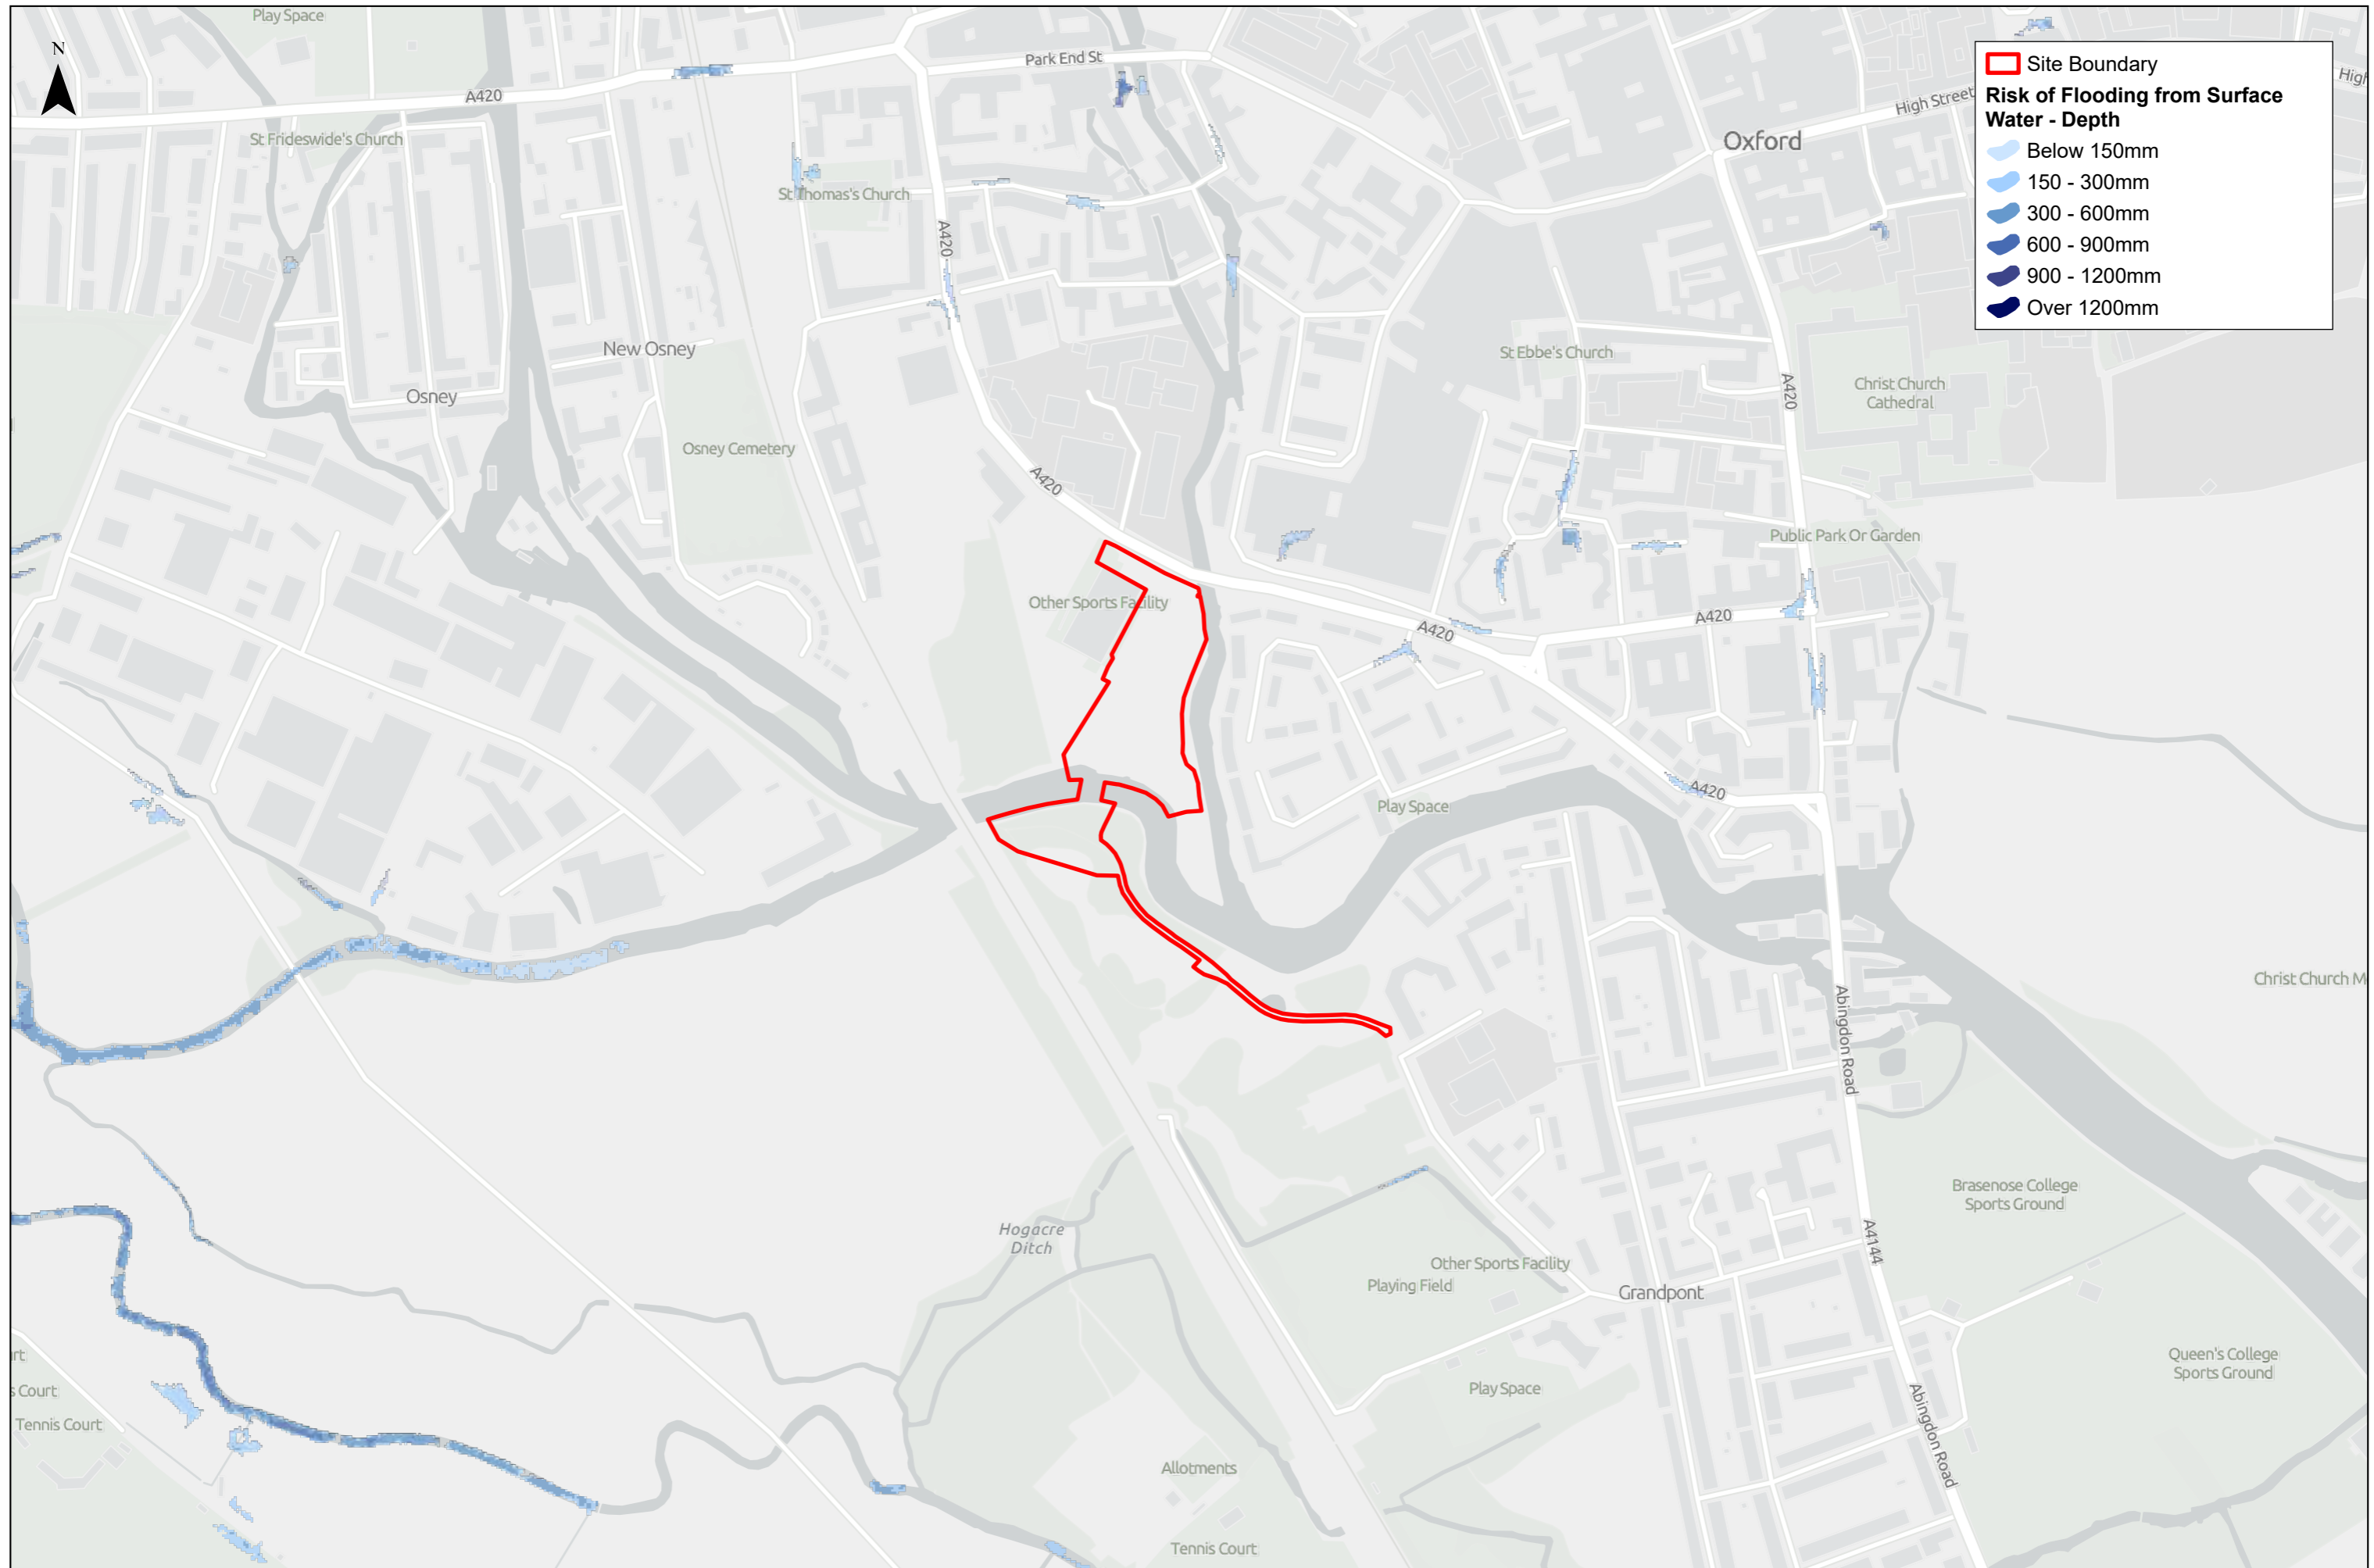 Play Space
N
Park End St
A420
St Frideswide's Church
St Thomas's Church
A420
Oxford
High Street
High
Site Boundary
Risk of Flooding from Surface
Water - Depth
Below 150mm
150 - 300mm
300 - 600mm
600 - 900mm
900 - 1200mm
Over 1200mm
New Osney
Osney
Osney Cemetery
A420
St Ebbe's Church
A420
Christ Church
Cathedral
Public Park Or Garden
Other Sports Facility
A420
A420
Play Space
A420
Christ Church M
Abingdon Road
Brasenose College
Sports Ground
Hogacre
Ditch
A4144
Other Sports Facility
Playing Field
Grandpont
rt
s Court
Tennis Court
Play Space
Queen's College
Sports Ground
Abingdon Road
Allotments
Tennis Court